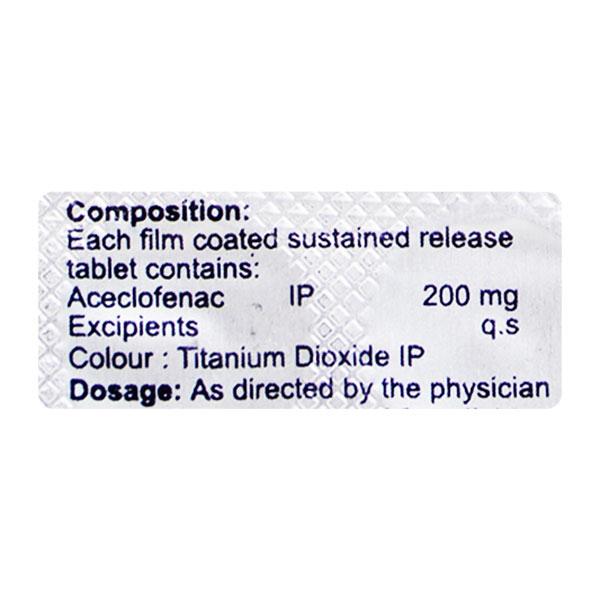 Composition:
Each film coated sustained release
tablet contains:
Aceclofenac IP 200 mg
Excipients q.s
Colour : Titanium Dioxide IP
Dosage: As directed by the physician